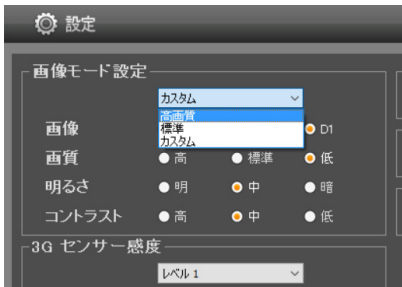 設定
画像モード設定
カスタム
高画質
標準
カスタム
画像 D1
画質 高 標準 低
明るさ 明 中 暗
コントラスト 高 中 低
3G センサー感度
レベル 1